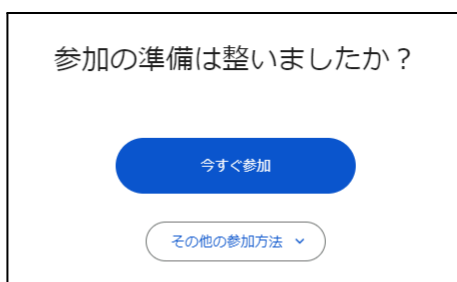 参加の準備は整いましたか？
今すぐ参加
その他の参加方法